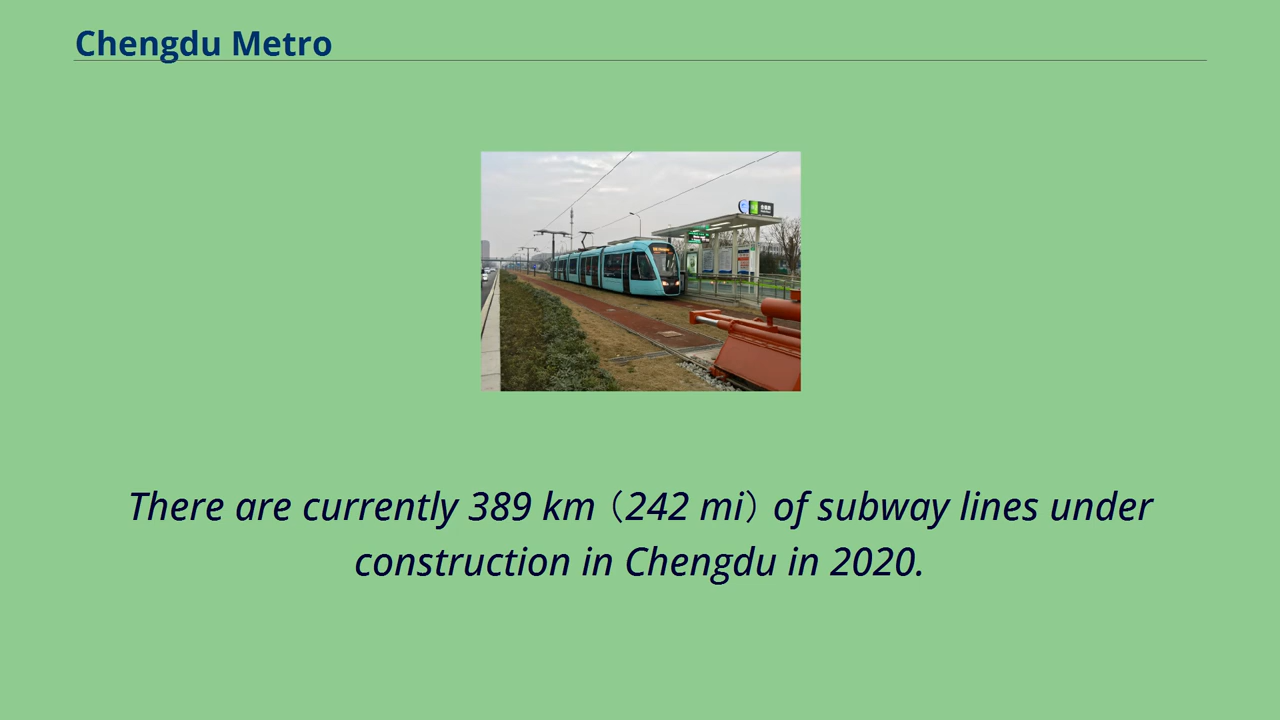 Chengdu Metro
There are currently 389 km（242 mi）of subway lines under
construction in Chengdu in 2020.